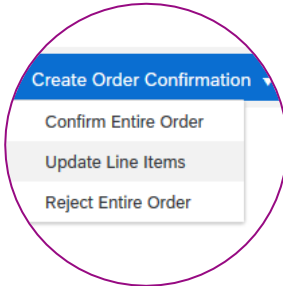 Create Order Confirmation
Confirm Entire Order
Update Line Items
Reject Entire Order